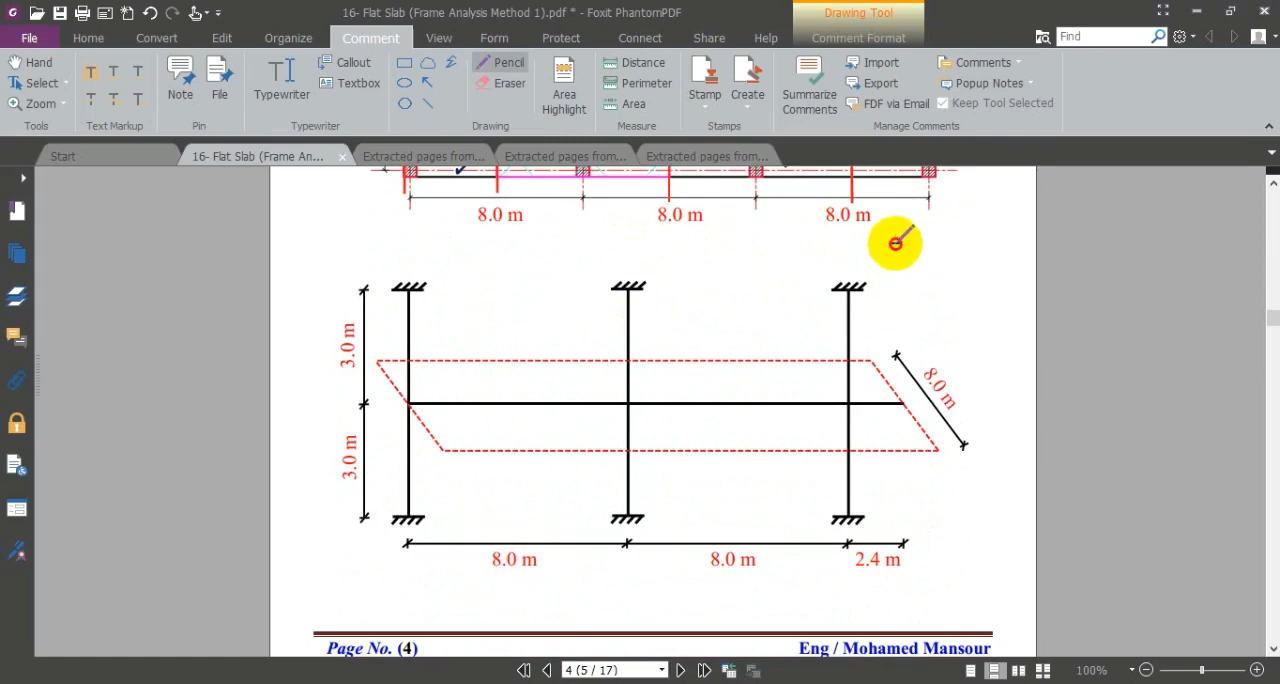 16- Flat Slab (Frame Analysis Method 1).pdf * - Foxit PhantomPDF
Drawing Tool
File Home Convert Edit Organize Comment View Form Protect Connect Share Help Comment Format
Find
Hand
Select
Zoom
Tools
T T T
T T T
Text Markup
Note
File
Pin
Typewriter
Callout
Textbox
Typewriter
Pencil
Eraser
Drawing
Area
Highlight
Distance
Perimeter
Area
Measure
Stamp
Create
Stamps
Summarize
Comments
Import
Export
FDF via Email
Comments
Popup Notes
Keep Tool Selected
Manage Comments
Start
16- Flat Slab (Frame An...
Extracted pages from...
Extracted pages from...
Extracted pages from...
8.0 m 8.0 m 8.0 m
3.0 m
3.0 m
8.0 m
8.0 m 8.0 m 2.4 m
Page No. (4) Eng / Mohamed Mansour
4 (5 / 17)
100%